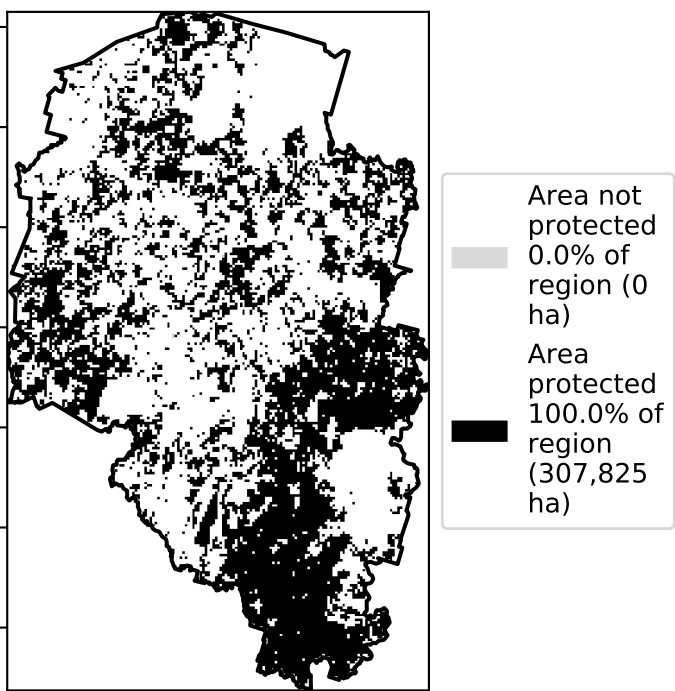 Area not
protected
0.0% of
region (0
ha)
Area
protected
100.0% of
region
(307,825
ha)